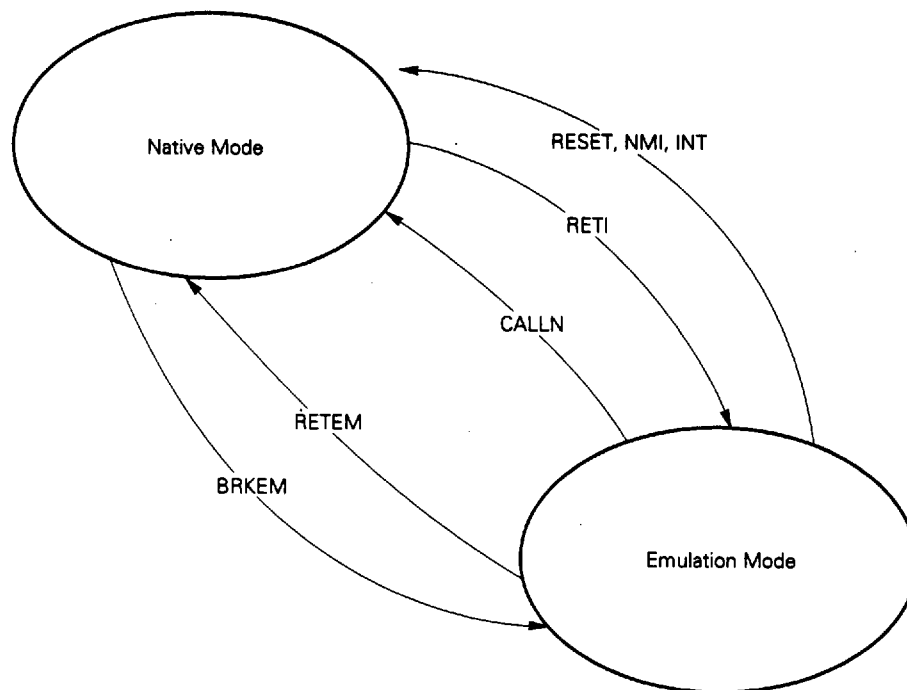 Native Mode
RESET, NMI, INT
RETI
CALLN
RETEM
BRKEM
Emulation Mode